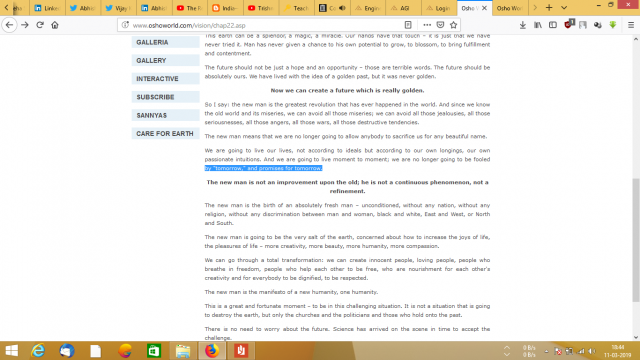 eho
Linked
Abhis
Vijay I
The R
India-
Trisho
Teach
C
Engin
AGI
Login
Osho W
Osho Wor
www.oshoworld.com/vision/chap22.asp
Search
GALLERIA
GALLERY
INTERACTIVE
SUBSCRIBE
SANNYAS
CARE FOR EARTH
This earth can be a splendor, a magic, a miracle. Our hands have that touch – it is just that we have
never tried it. Man has never given a chance to his own potential to grow, to blossom, to bring fulfillment
and contentment.
The future should not be just a hope and an opportunity – those are terrible words. The future should be
absolutely ours. We have lived with the idea of a golden past, but it was never golden.
Now we can create a future which is really golden.
So I say: the new man is the greatest revolution that has ever happened in the world. And since we know
the old world and its miseries, we can avoid all those miseries; we can avoid all those jealousies, all those
seriousnesses, all those angers, all those wars, all those destructive tendencies.
The new man means that we are no longer going to allow anybody to sacrifice us for any beautiful name.
We are going to live our lives, not according to ideals but according to our own longings, our own
passionate intuitions. And we are going to live moment to moment; we are no longer going to be fooled
by "tomorrow," and promises for tomorrow.
The new man is not an improvement upon the old; he is not a continuous phenomenon, not a
refinement.
The new man is the birth of an absolutely fresh man – unconditioned, without any nation, without any
religion, without any discrimination between man and woman, black and white, East and West, or North
and South.
The new man is going to be the very salt of the earth, concerned about how to increase the joys of life,
the pleasures of life – more creativity, more beauty, more humanity, more compassion.
We can go through a total transformation: we can create innocent people, loving people, people who
breathe in freedom, people who help each other to be free, who are nourishment for each other's
creativity and for everybody to be dignified, to be respected.
The new man is the manifesto of a new humanity, one humanity.
This is a great and fortunate moment – to be in this challenging situation. It is not a situation that is going
to destroy the earth, but only the churches and the politicians and those who hold onto the past.
There is no need to worry about the future. Science has arrived on the scene in time to accept the
challenge.
0 B/s
0 B/s
18:44
11-03-2019